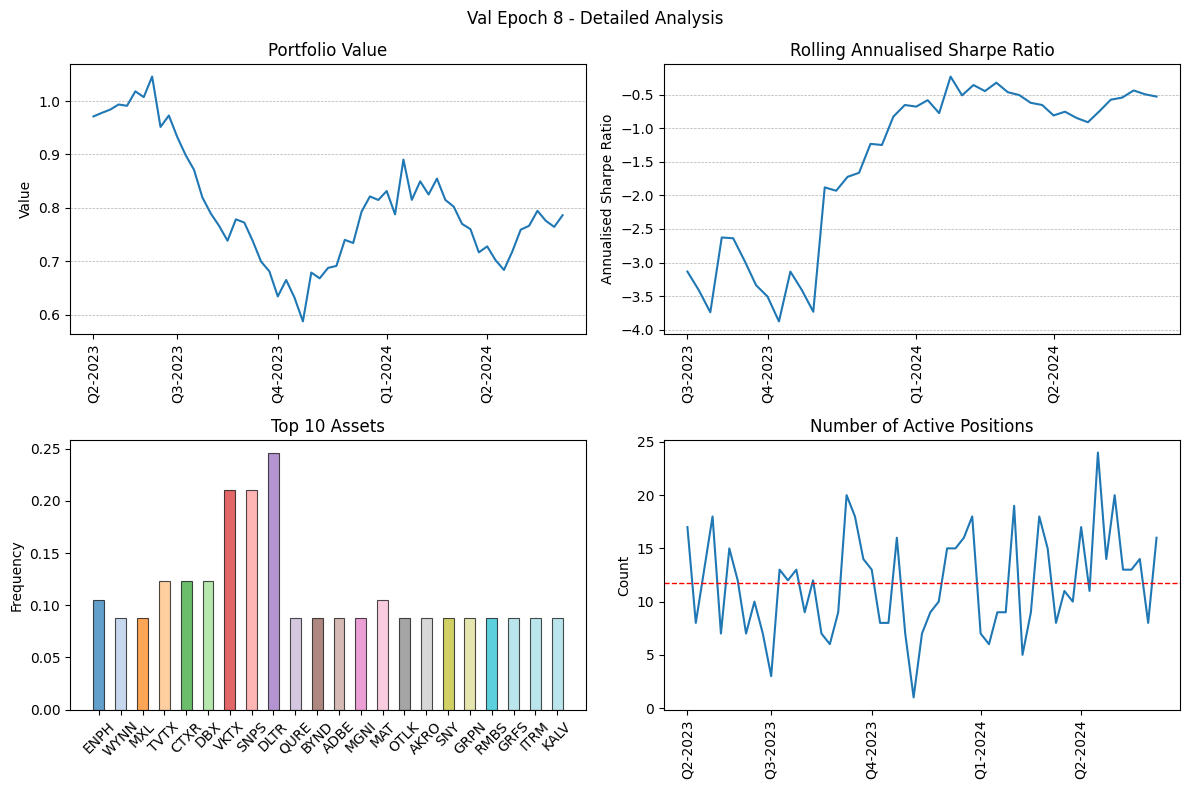 Val Epoch 8 - Detailed Analysis
Portfolio Value
Value
1.0
0.9
0.8
0.7
0.6
Q2-2023
Q3-2023
Q4-2023
Q1-2024
Q2-2024
Rolling Annualised Sharpe Ratio
Annualised Sharpe Ratio
−0.5
−1.0
−1.5
−2.0
−2.5
−3.0
−3.5
−4.0
Q3-2023
Q4-2023
Q1-2024
Q2-2024
Top 10 Assets
Frequency
0.25
0.20
0.15
0.10
0.05
0.00
ENPH
WYNN
MXL
TVTX
CTXR
DBX
VKTX
SNPS
DLTR
QURE
BYND
ADBE
MGNI
MAT
OTLK
AKRO
SNY
GRPN
RMBS
GRFS
ITRM
KALV
Number of Active Positions
Count
25
20
15
10
5
0
Q2-2023
Q3-2023
Q4-2023
Q1-2024
Q2-2024